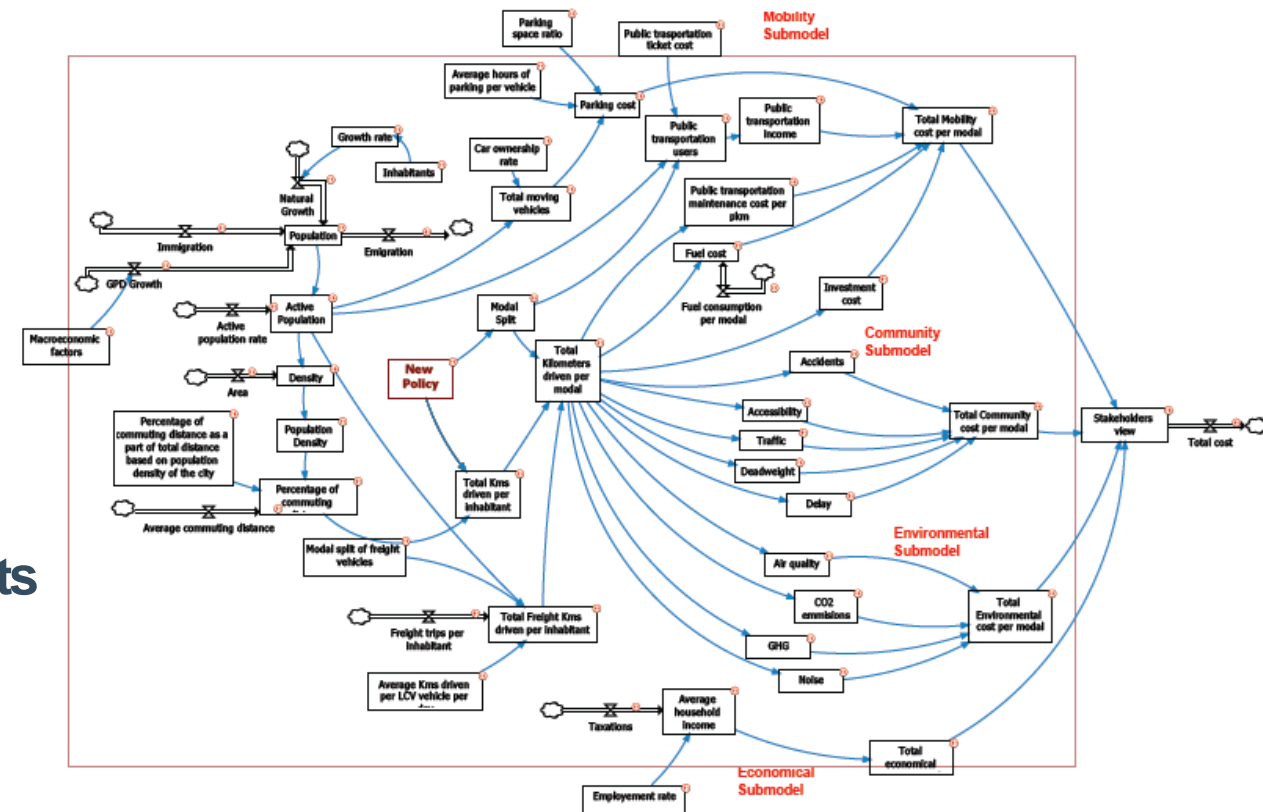 Mobility
Submodel
Parking
space ratio
Public trasportation
ticket cost
Average hours of
parking per vehicle
Parking cost
Public
transportation
users
Public
transportation
income
Total Mobility
cost per modal
Growth rate
Inhabitants
Car ownership
rate
Natural
Growth
Total moving
vehicles
Public transportation
maintenance cost per
pkm
Immigration
Population
Emigration
Fuel cost
GPD Growth
Fuel consumption
per modal
Investment
cost
Active
Population
Active
population rate
Modal
Split
Macroeconomic
factors
Community
Submodel
New
Policy
Total
Kilometers
driven per
modal
Accidents
Area
Density
Accessibility
Total Community
cost per modal
Stakeholders
view
Total cost
Percentage of
commuting distance as a
part of total distance
based on population
density of the city
Population
Density
Traffic
Deadweight
Delay
Percentage of
commuting
Total Kms
driven per
inhabitant
Average commuting distance
Environmental
Submodel
Modal split of freight
vehicles
Air quality
ts
CO2
emmisions
Total
Environmental
cost per modal
Freight trips per
inhabitant
Total Freight Kms
driven per inhabitant
GHG
Noise
Average Kms driven
per LCV vehicle per
Average
household
income
Taxations
Total
economical
Economical
Submodel
Employement rate